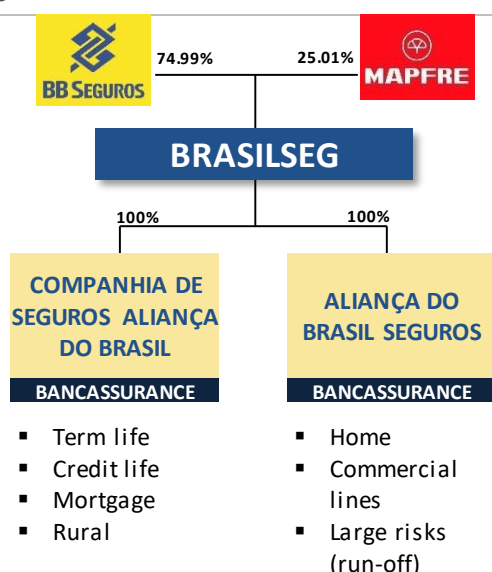 BB SEGUROS
74.99%
25.01%
MAPFRE
BRASILSEG
100%
100%
COMPANHIA DE
SEGUROS ALIANÇA
DO BRASIL
BANCASSURANCE
▪ Term life
▪ Credit life
▪ Mortgage
▪ Rural
ALIANÇA DO
BRASIL SEGUROS
BANCASSURANCE
▪ Home
▪ Commercial
lines
▪ Large risks
(run-off)